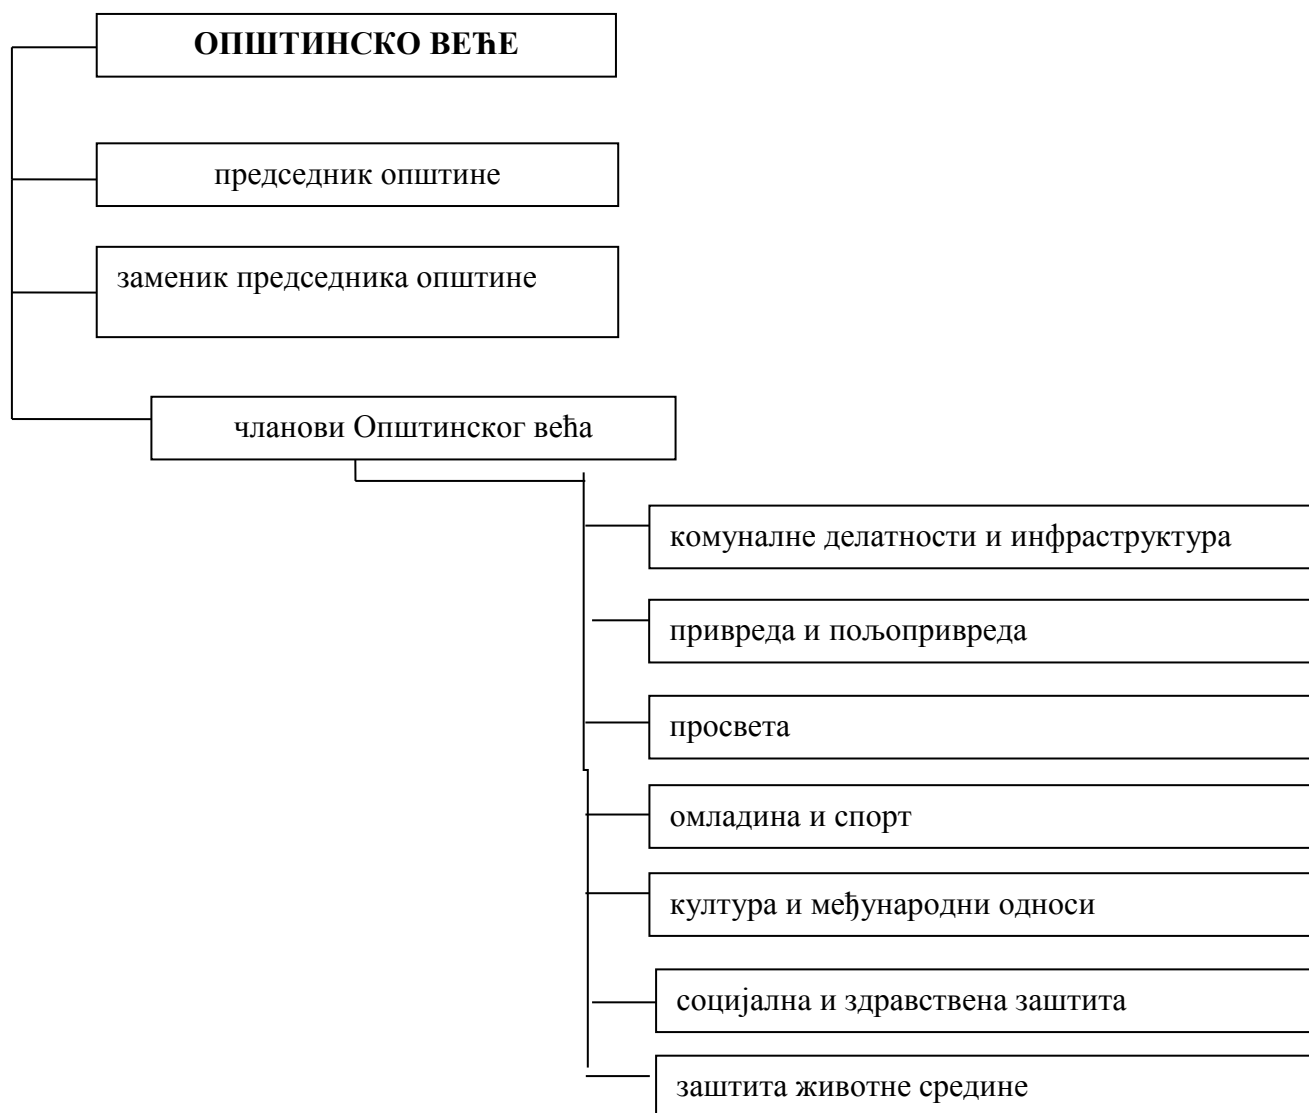 ОПШТИНСКО ВЕЋЕ
председник општине
заменик председника општине
чланови Општинског већа
комуналне делатности и инфраструктура
привреда и пољопривреда
просвета
омладина и спорт
култура и међународни односи
социјална и здравствена заштита
заштита животне средине